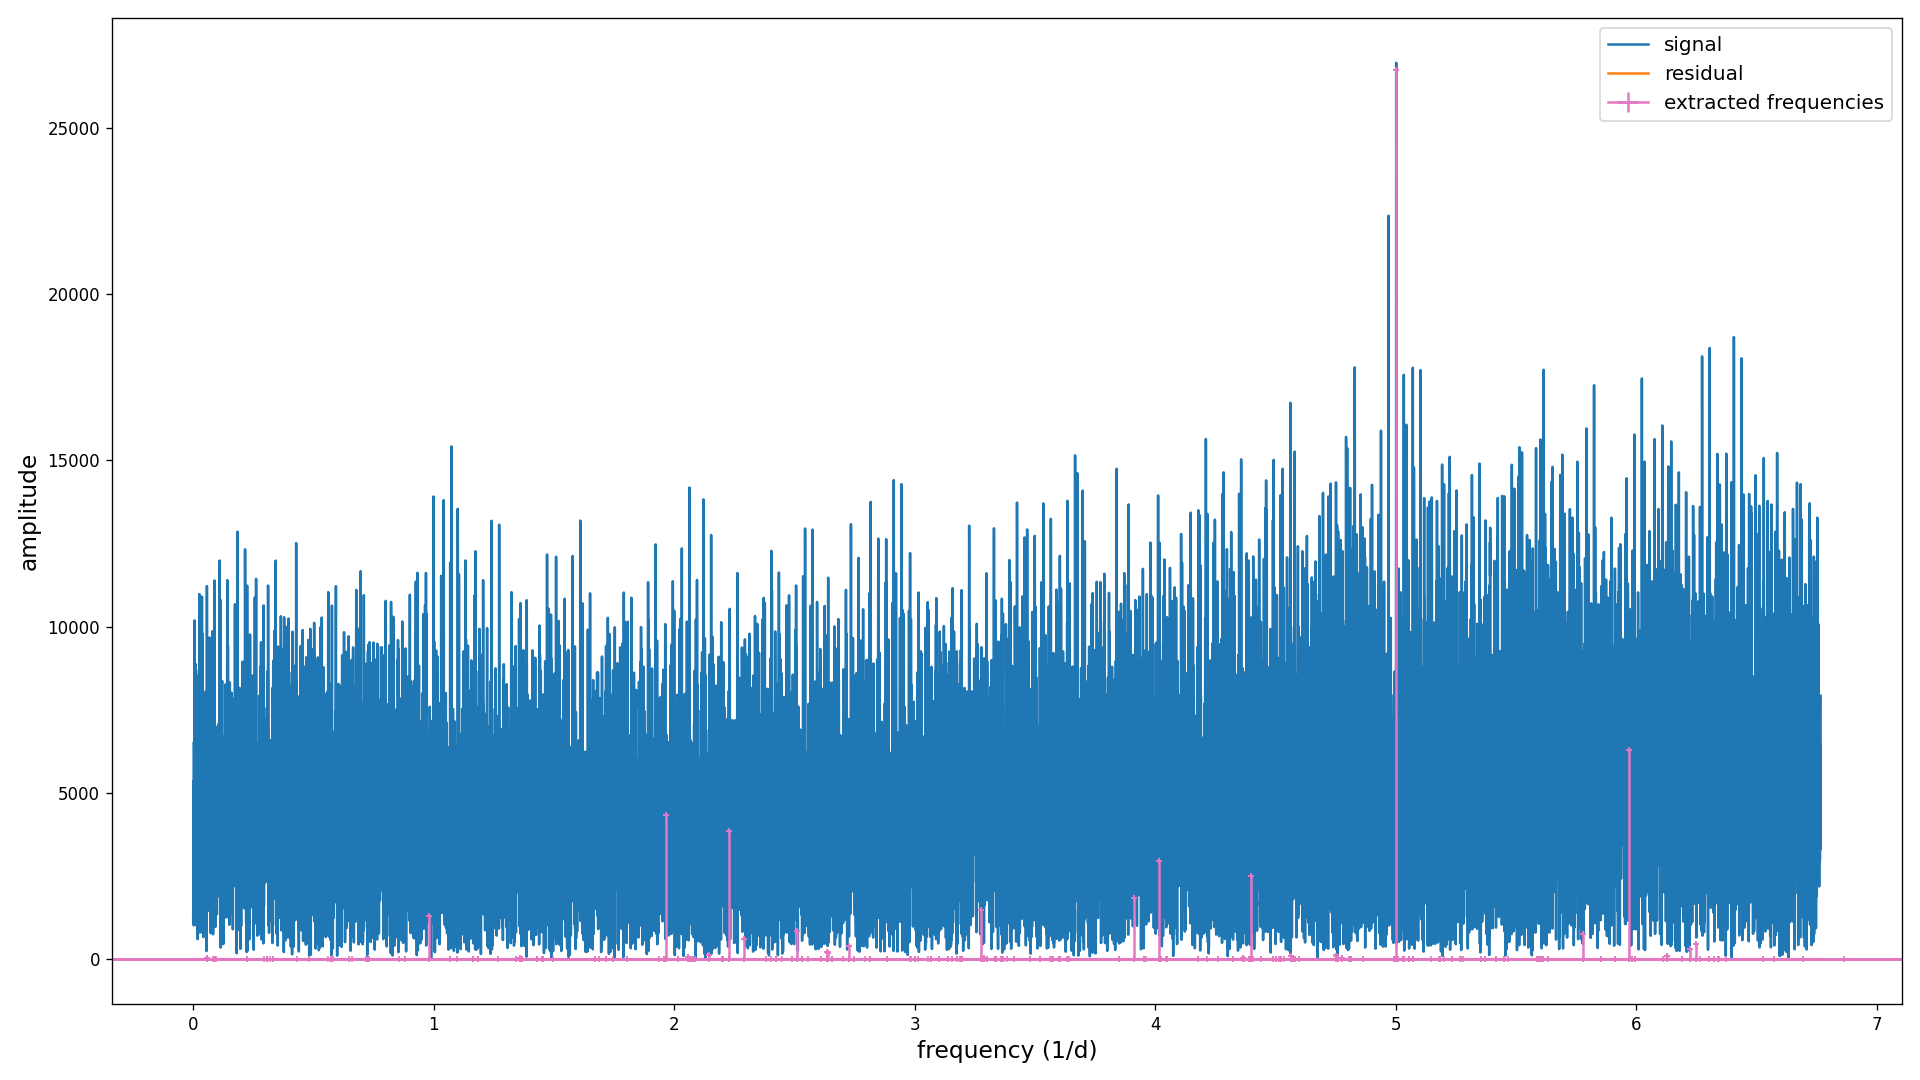 signal
residual
extracted frequencies
25000
20000
15000
10000
5000
0
amplitude
0 1 2 3 4 5 6 7
frequency (1/d)